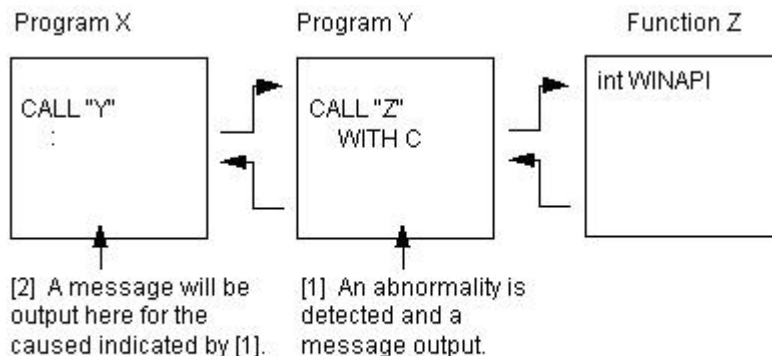 Program X
Program Y
Function Z
CALL "Y"
:
CALL "Z"
WITH C
int WINAPI
[2] A message will be
output here for the
caused indicated by [1].
[1] An abnormality is
detected and a
message output.